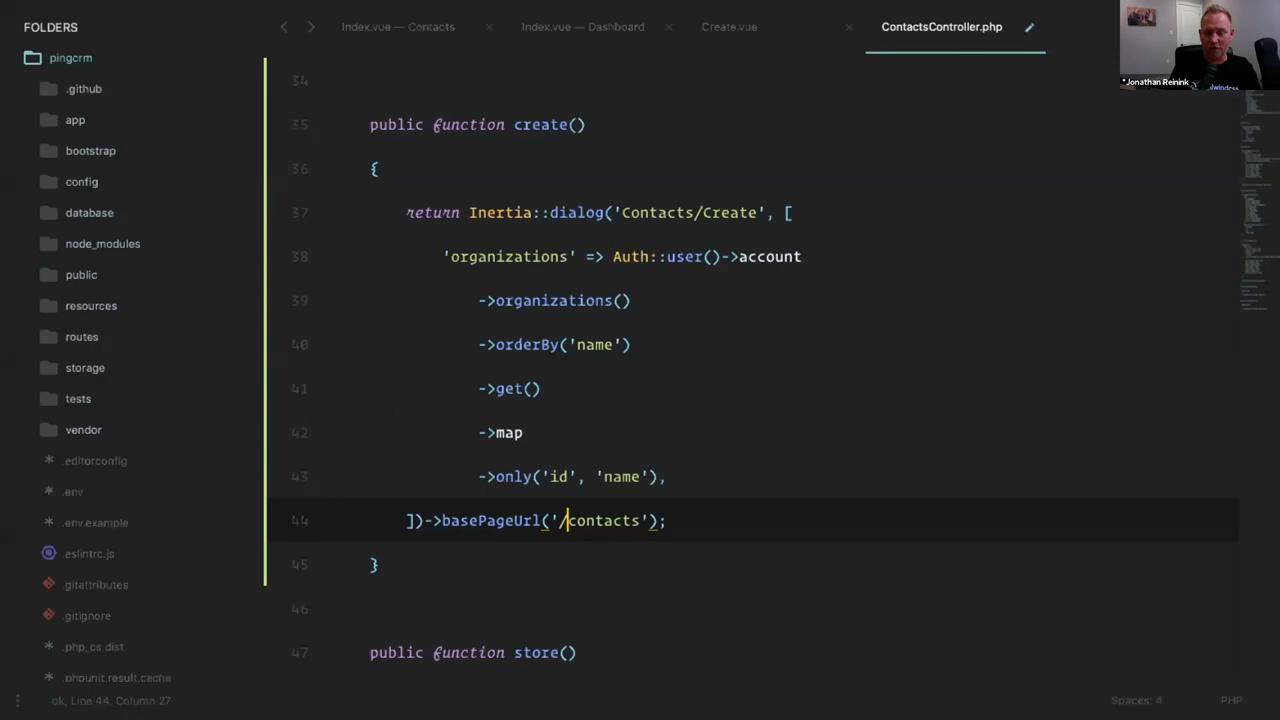 FOLDERS
pingcrm
.github
app
bootstrap
config
database
node_modules
public
resources
routes
storage
tests
vendor
.editorconfig
.env
.env.example
.eslintrc.js
.gitattributes
.gitignore
.php_cs.dist
.phpunit.result.cache
Index.vue — Contacts
Index.vue — Dashboard
Create.vue
ContactsController.php
Jonathan Reinink
34
35 public function create()
36 {
37 return Inertia::dialog('Contacts/Create', [
38 'organizations' => Auth::user()->account
39 ->organizations()
40 ->orderBy('name')
41 ->get()
42 ->map
43 ->only('id', 'name'),
44 ])->basePageUrl('/contacts');
45 }
46
47 public function store()
ok, Line 44, Column 27
Spaces: 4
PHP